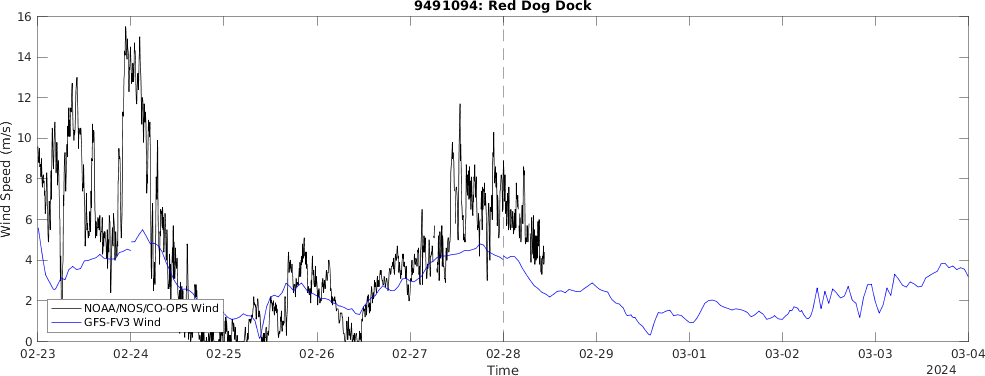 9491094: Red Dog Dock
Wind Speed (m/s)
16
14
12
10
8
6
4
2
0
NOAA/NOS/CO-OPS Wind
GFS-FV3 Wind
02-23 02-24 02-25 02-26 02-27 02-28 02-29 03-01 03-02 03-03 03-04
Time
2024